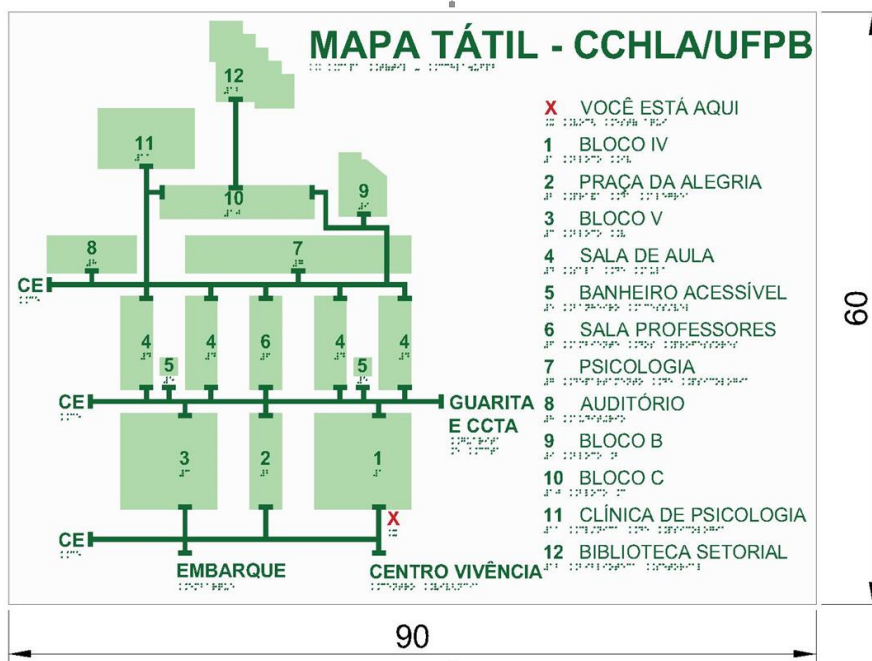 MAPA TÁTIL - CCHLA/UFPB
12
X VOCÊ ESTÁ AQUI
11
1 BLOCO IV
2 PRAÇA DA ALEGRIA
9
10
3 BLOCO V
8
7
4 SALA DE AULA
CE
5 BANHEIRO ACESSÍVEL
60
6 SALA PROFESSORES
4
4
6
4
4
5
5
7 PSICOLOGIA
CE
GUARITA
E CCTA
8 AUDITÓRIO
9 BLOCO B
3
2
1
10 BLOCO C
X
11 CLÍNICA DE PSICOLOGIA
CE
12 BIBLIOTECA SETORIAL
EMBARQUE
CENTRO VIVÊNCIA
90